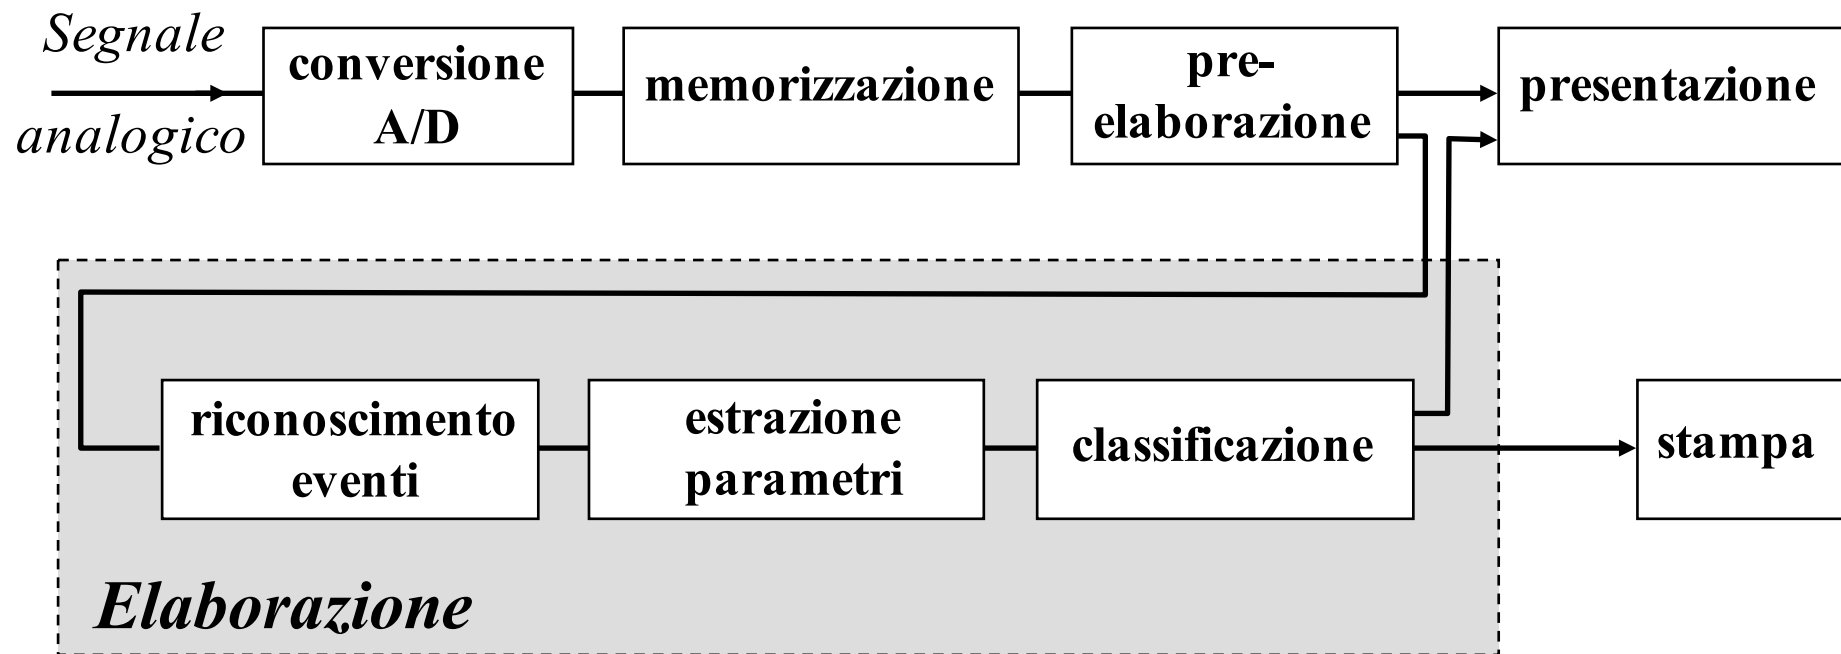 Segnale
analogico
conversione
A/D
memorizzazione
pre-
elaborazione
presentazione
riconoscimento
eventi
estrazione
parametri
classificazione
stampa
Elaborazione